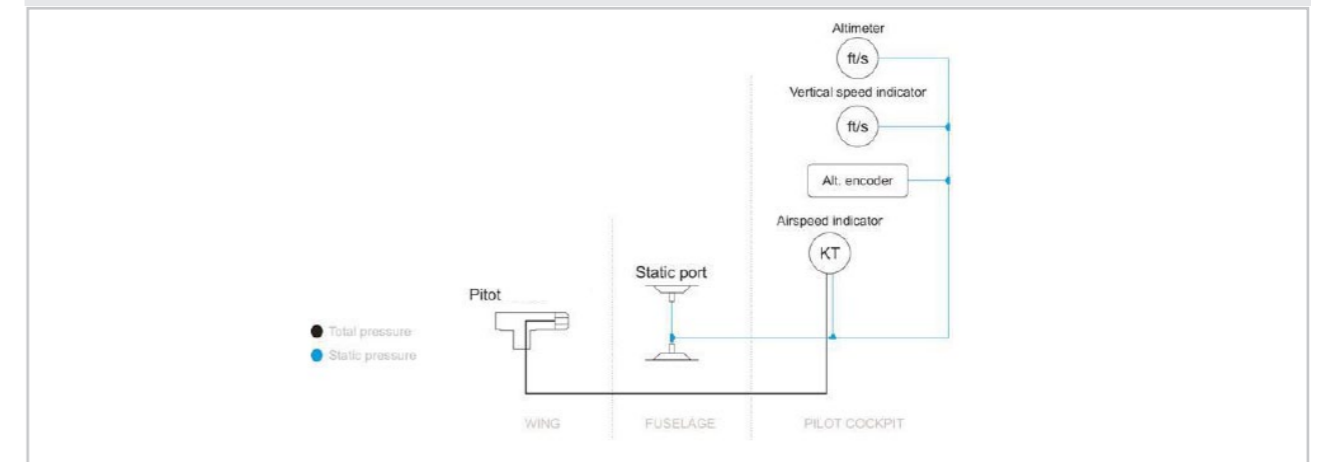 Altimeter
ft/s
Vertical speed indicator
ft/s
Alt. encoder
Airspeed indicator
KT
Static port
Pitot
Total pressure
Static pressure
WING
FUSELAGE
PILOT COCKPIT